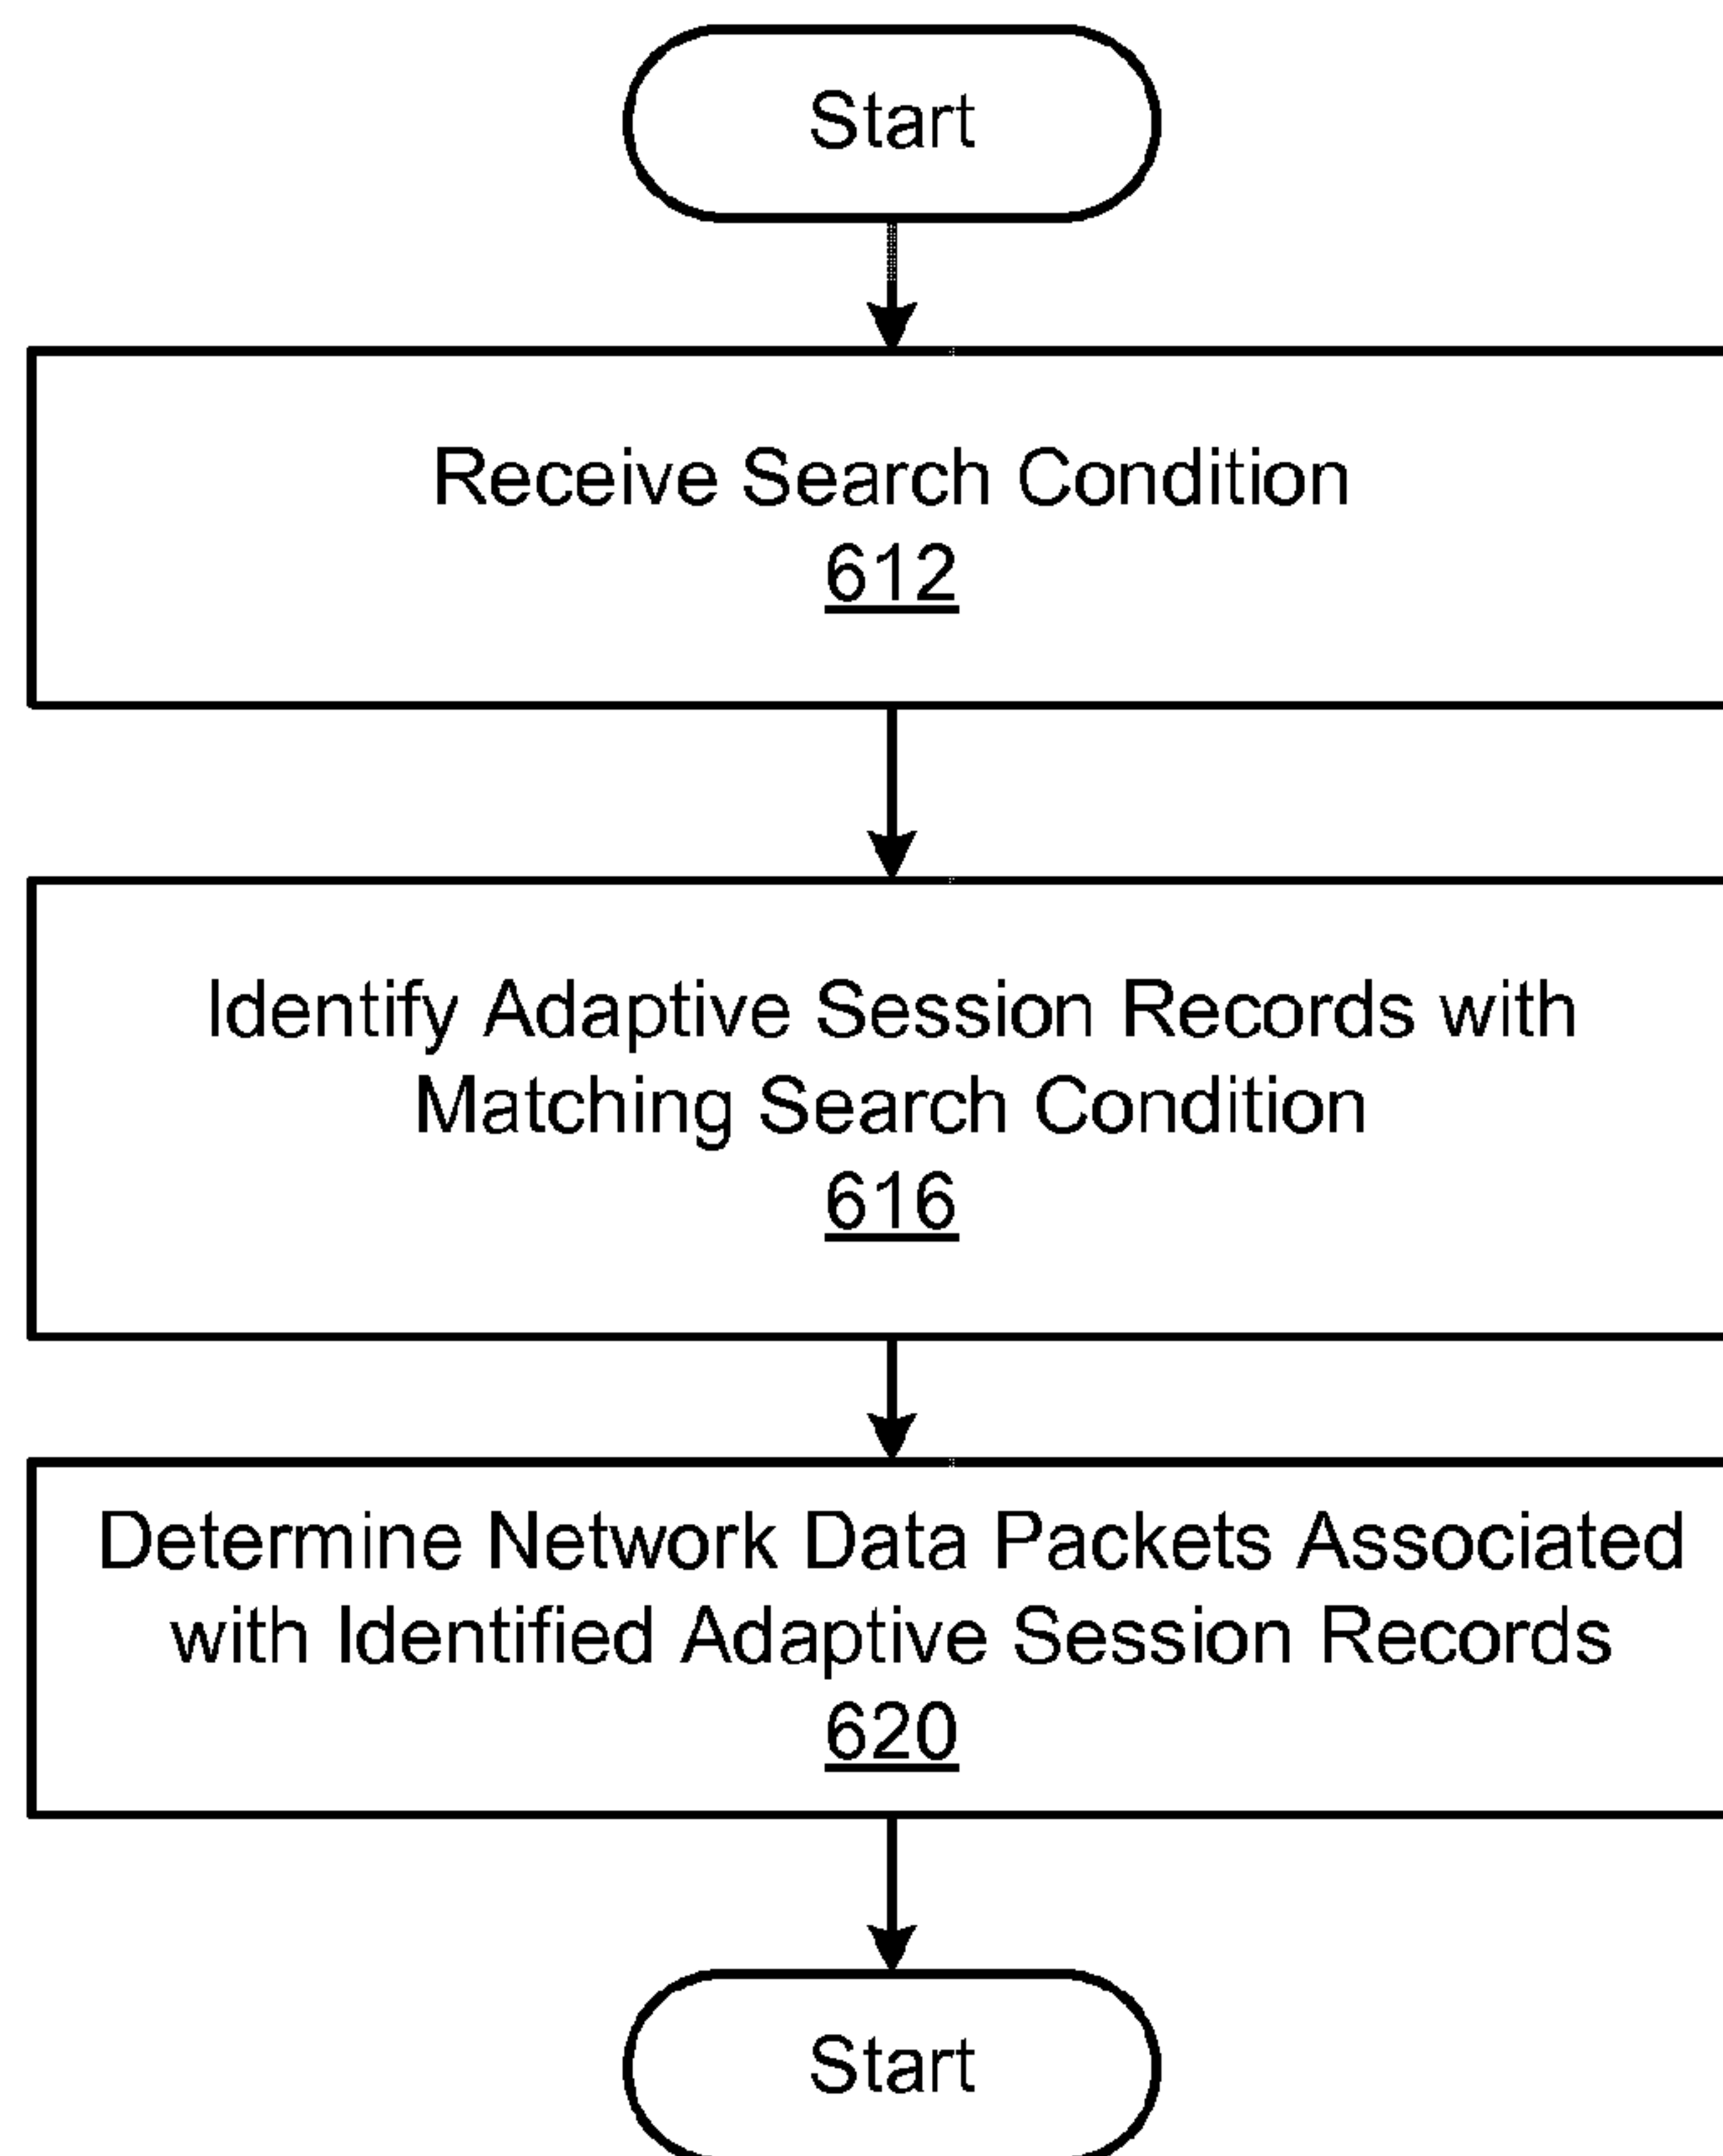 Start
Receive Search Condition
612
Identify Adaptive Session Records with
Matching Search Condition
616
Determine Network Data Packets Associated
with Identified Adaptive Session Records
620
Start